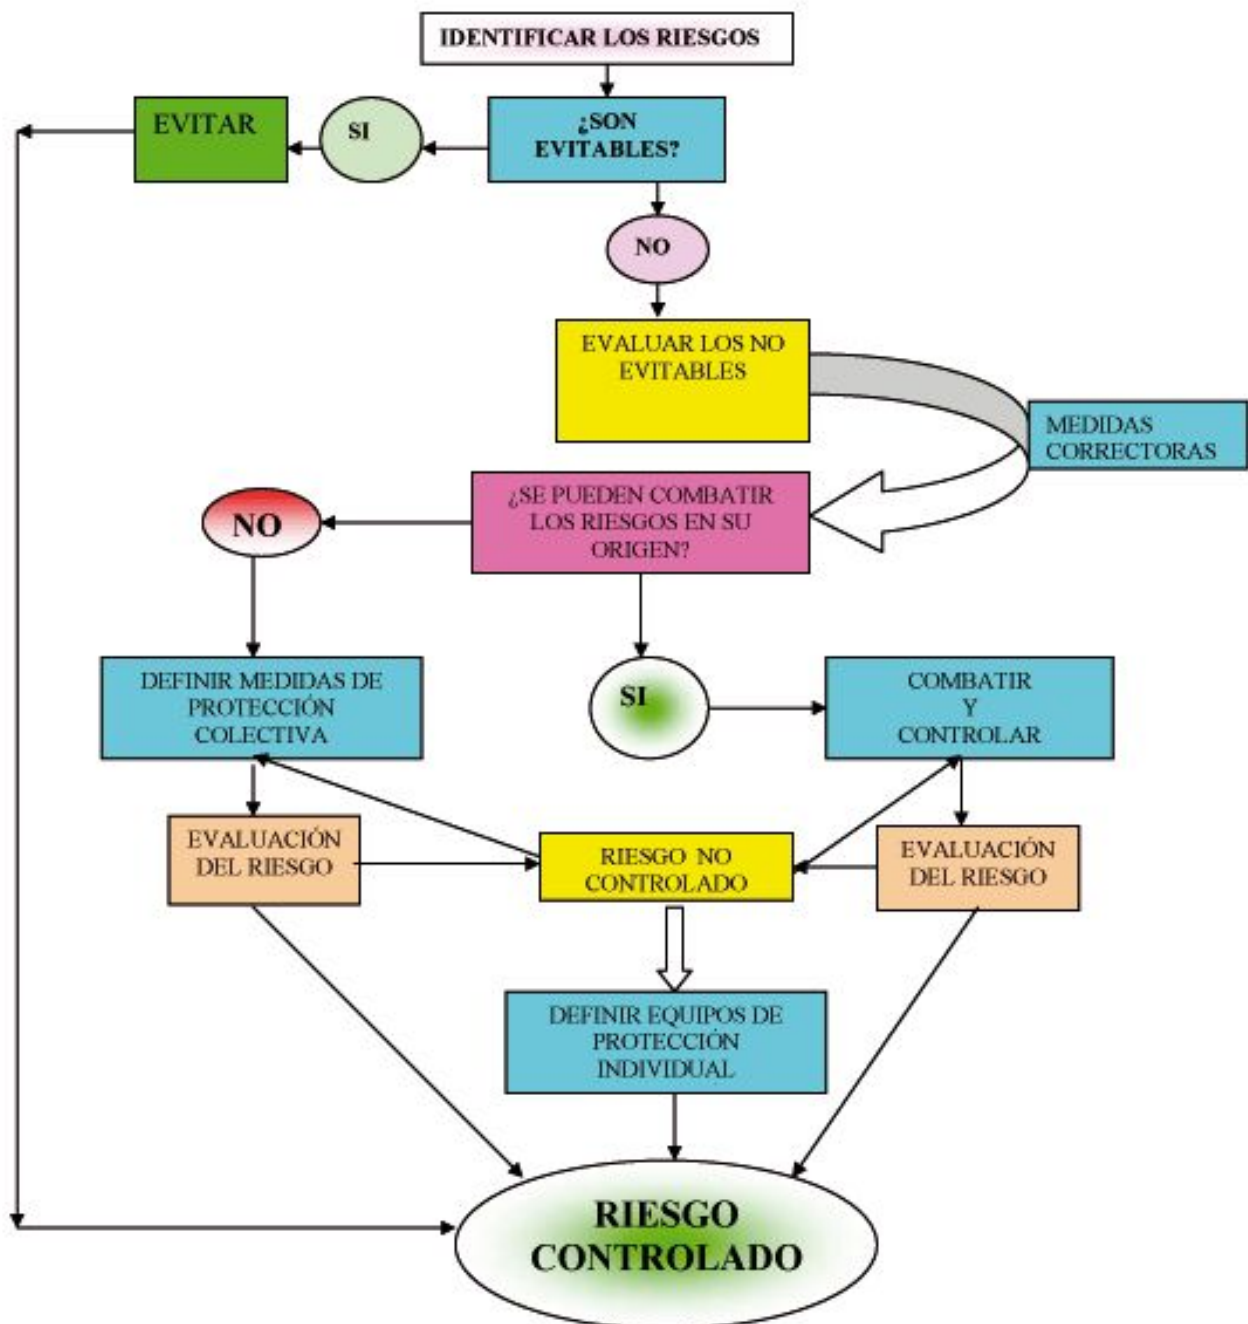 IDENTIFICAR LOS RIESGOS
EVITAR
SI
¿SON
EVITABLES?
NO
EVALUAR LOS NO
EVITABLES
MEDIDAS
CORRECTORAS
¿SE PUEDEN COMBATIR
LOS RIESGOS EN SU
ORIGEN?
NO
DEFINIR MEDIDAS DE
PROTECCIÓN
COLECTIVA
SI
COMBATIR
Y
CONTROLAR
EVALUACIÓN
DEL RIESGO
RIESGO NO
CONTROLADO
EVALUACIÓN
DEL RIESGO
DEFINIR EQUIPOS DE
PROTECCIÓN
INDIVIDUAL
RIESGO
CONTROLADO